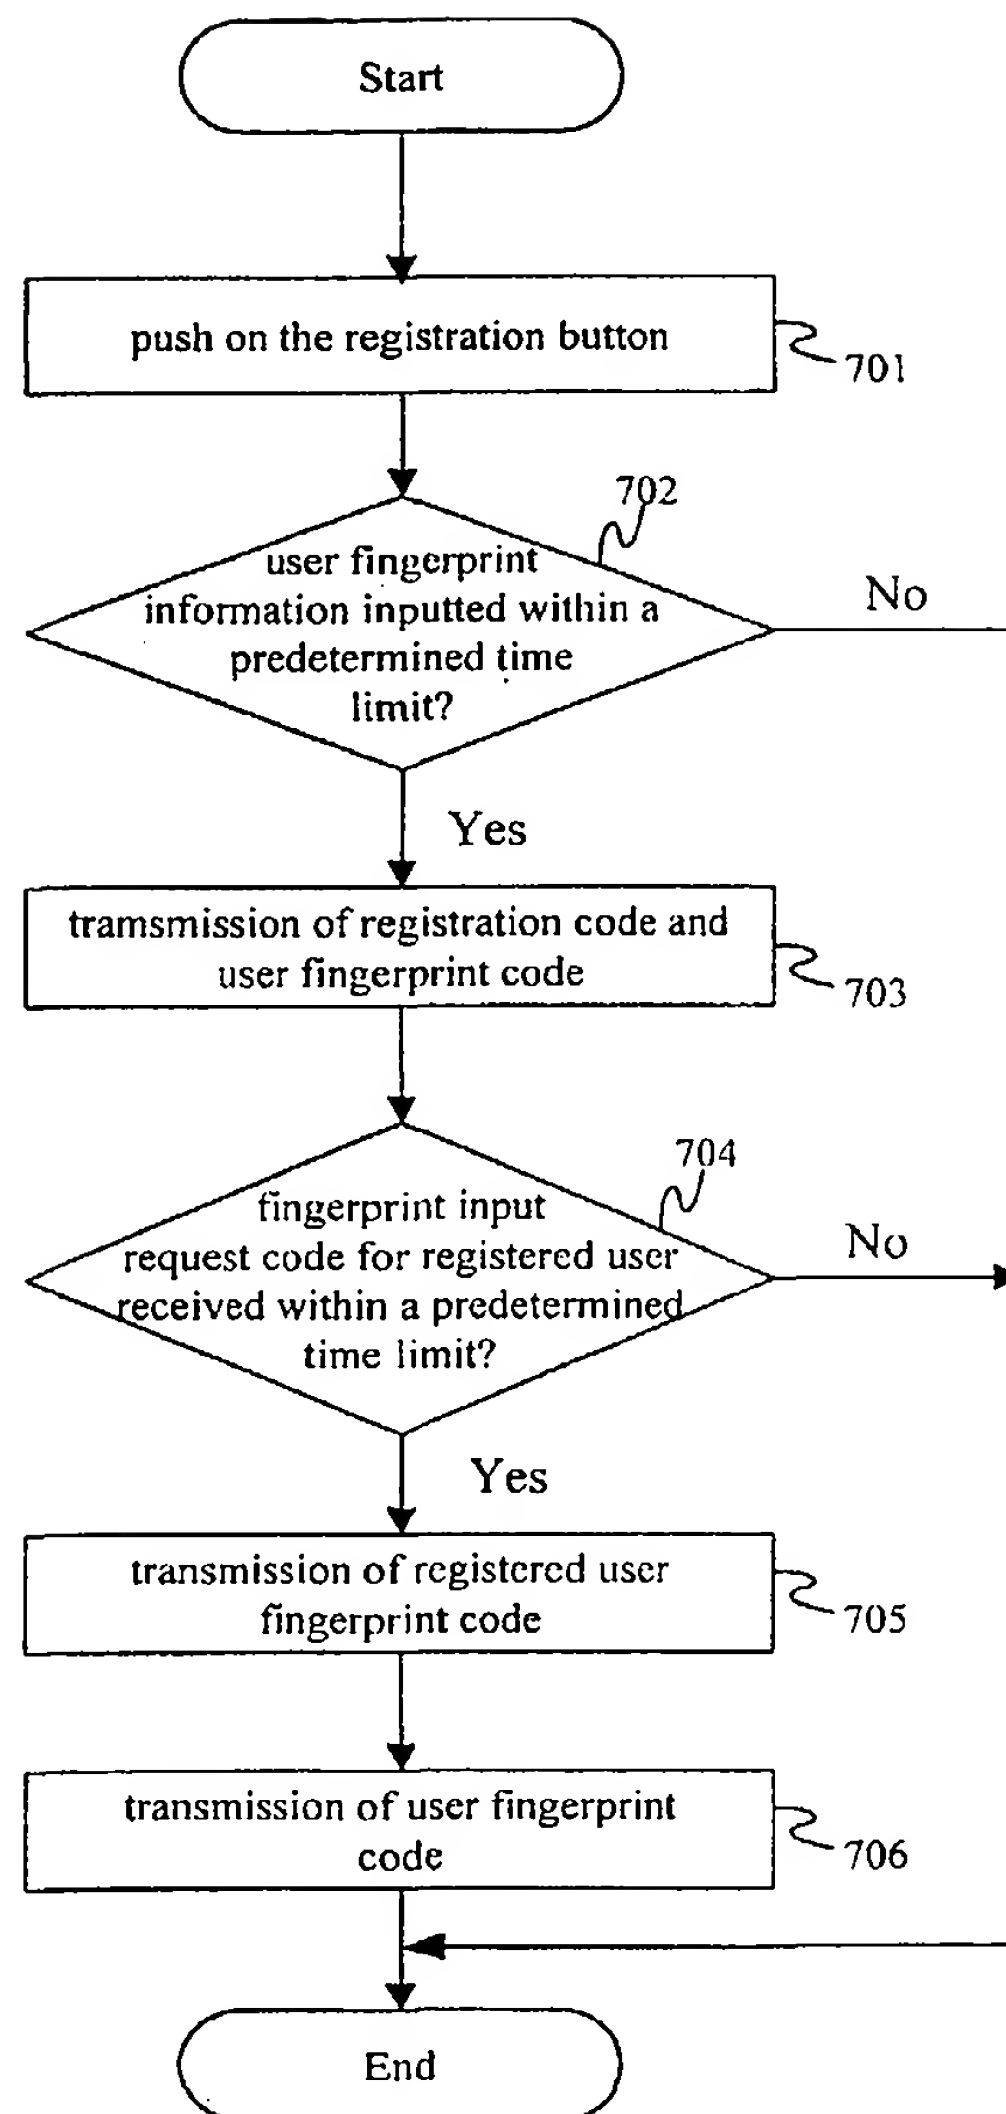 Start
push on the registration button
701
702
user fingerprint
information inputted within a
predetermined time
limit?
No
Yes
tramsmission of registration code and
user fingerprint code
703
704
fingerprint input
request code for registered user
received within a predetermined
time limit?
No
Yes
transmission of registered user
fingerprint code
705
transmission of user fingerprint
code
706
End